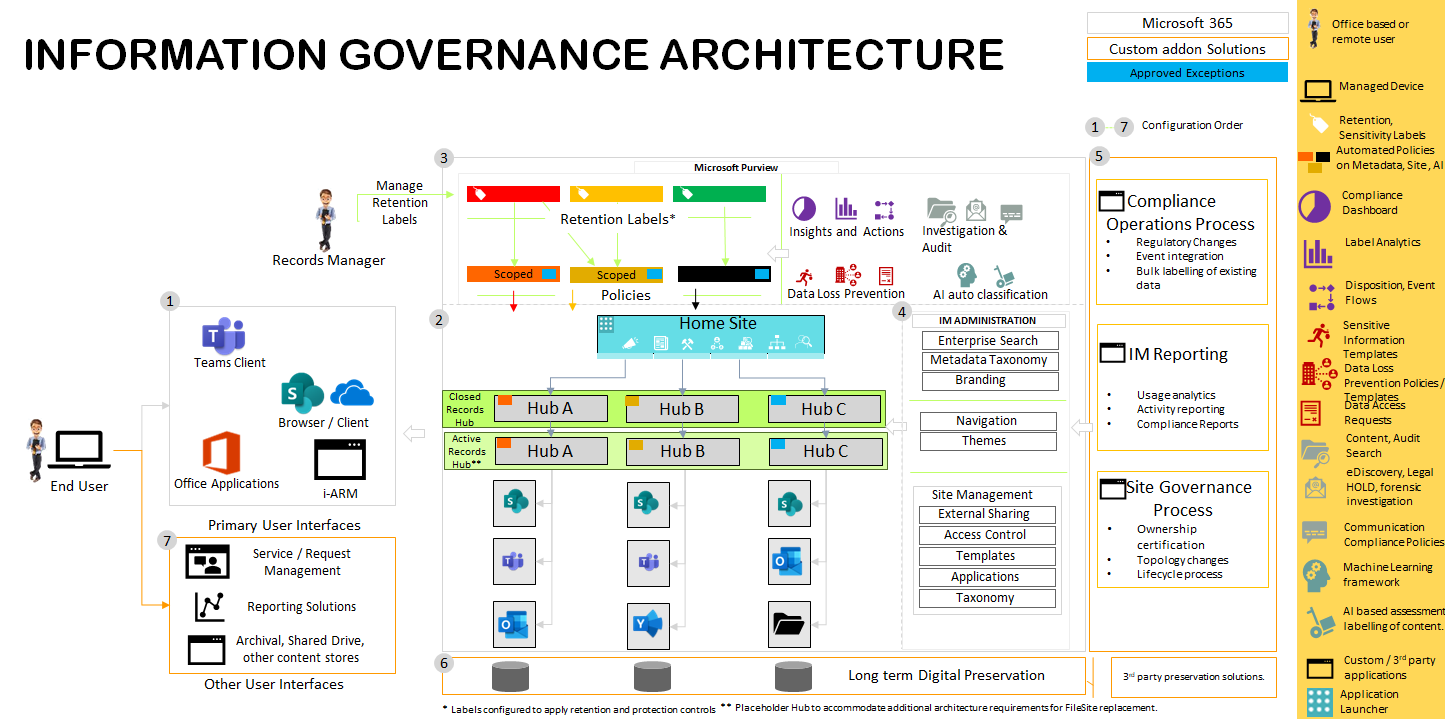 INFORMATION GOVERNANCE ARCHITECTURE
Microsoft 365
Custom addon Solutions
Approved Exceptions
1
7
Configuration Order
Records Manager
Manage
Retention
Labels
3
Microsoft Purview
Retention Labels*
Scoped
Scoped
Policies
Insights and Actions
Investigation &
Audit
Data Loss Prevention
AI auto classification
1
Teams Client
Browser / Client
Office Applications
i-ARM
Primary User Interfaces
End User
7
Service / Request
Management
Reporting Solutions
Archival, Shared Drive,
other content stores
Other User Interfaces
2
Home Site
Closed
Records
Hub
Hub A
Hub B
Hub C
Active
Records
Hub**
Hub A
Hub B
Hub C
4
IM ADMINISTRATION
Enterprise Search
Metadata Taxonomy
Branding
Navigation
Themes
Site Management
External Sharing
Access Control
Templates
Applications
Taxonomy
5
Compliance
Operations Process
• Regulatory Changes
• Event integration
• Bulk labelling of existing
data
IM Reporting
• Usage analytics
• Activity reporting
• Compliance Reports
Site Governance
Process
• Ownership
certification
• Topology changes
• Lifecycle process
6
Long term Digital Preservation
3rd party preservation solutions.
* Labels configured to apply retention and protection controls ** Placeholder Hub to accommodate additional architecture requirements for FileSite replacement.
Office based or
remote user
Managed Device
Retention,
Sensitivity Labels
Automated Policies
on Metadata, Site, AI
Compliance
Dashboard
Label Analytics
Disposition, Event
Flows
Sensitive
Information
Templates
Data Loss
Prevention Policies /
Templates
Data Access
Requests
Content, Audit
Search
eDiscovery, Legal
HOLD, forensic
investigation
Communication
Compliance Policies
Machine Learning
framework
AI based assessment
labelling of content.
Custom / 3rd party
applications
Application
Launcher